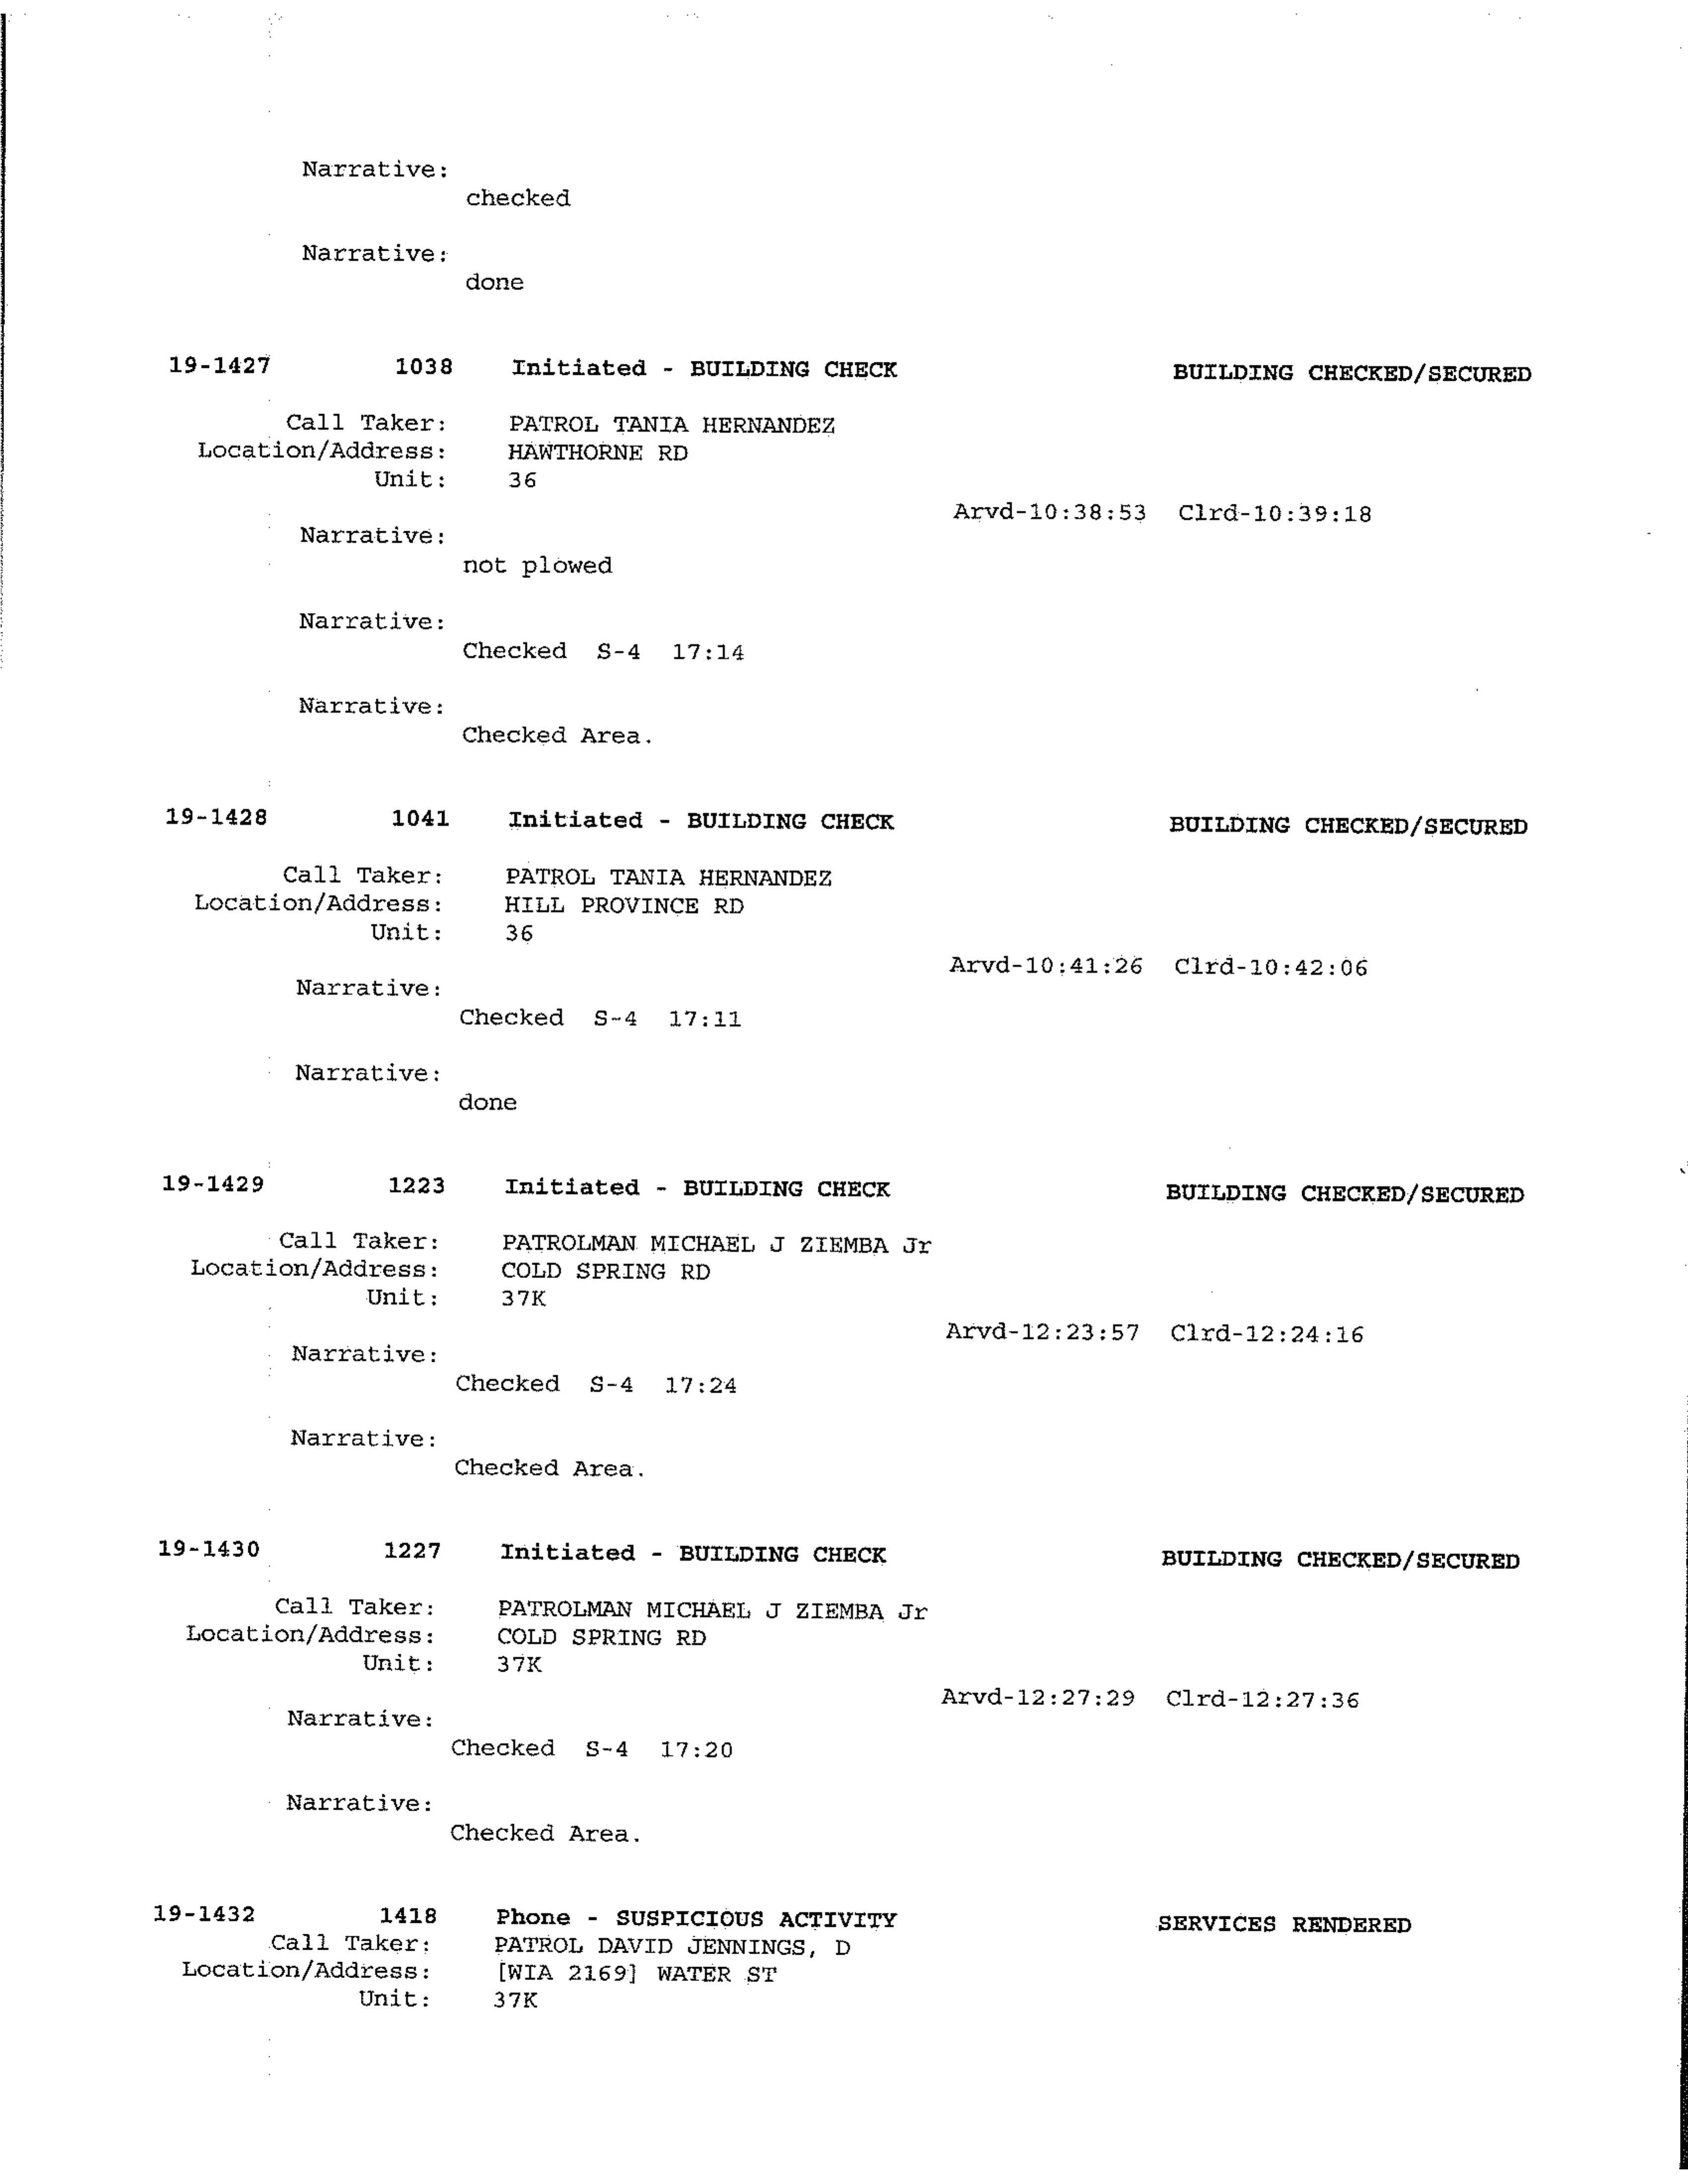 Narrative:
checked
Narrative:
done
19-1427 1038 Initiated - BUILDING CHECK BUILDING CHECKED/SECURED
Call Taker: PATROL TANIA HERNANDEZ
Location/Address: HAWTHORNE RD
Unit: 36
Arvd-10:38:53 Clrd-10:39:18
Narrative:
not plowed
Narrative:
Checked S-4 17:14
Narrative:
Checked Area.
19-1428 1041 Initiated - BUILDING CHECK BUILDING CHECKED/SECURED
Call Taker: PATROL TANIA HERNANDEZ
Location/Address: HILL PROVINCE RD
Unit: 36
Arvd-10:41:26 Clrd-10:42:06
Narrative:
Checked S-4 17:11
Narrative:
done
19-1429 1223 Initiated - BUILDING CHECK BUILDING CHECKED/SECURED
Call Taker: PATROLMAN MICHAEL J ZIEMBA Jr
Location/Address: COLD SPRING RD
Unit: 37K
Arvd-12:23:57 Clrd-12:24:16
Narrative:
Checked S-4 17:24
Narrative:
Checked Area.
19-1430 1227 Initiated - BUILDING CHECK BUILDING CHECKED/SECURED
Call Taker: PATROLMAN MICHAEL J ZIEMBA Jr
Location/Address: COLD SPRING RD
Unit: 37K
Arvd-12:27:29 Clrd-12:27:36
Narrative:
Checked S-4 17:20
Narrative:
Checked Area.
19-1432 1418 Phone - SUSPICIOUS ACTIVITY SERVICES RENDERED
Call Taker: PATROL DAVID JENNINGS, D
Location/Address: [WIA 2169] WATER ST
Unit: 37K